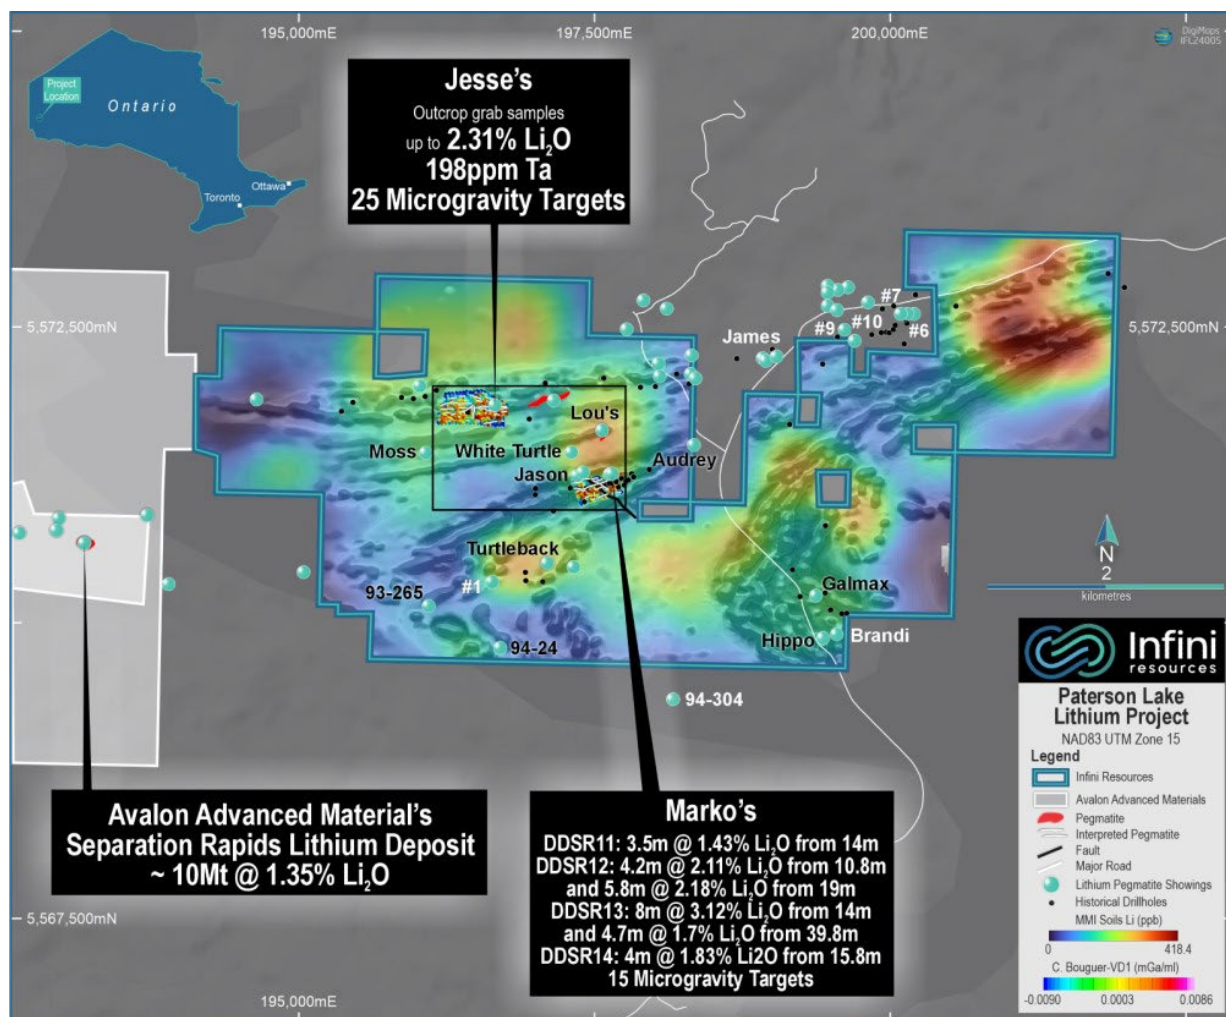 195,000mE
197,500mE
200,000mE
DigiMaps
IFL24005
Project
Location
Ontario
Ottawa
Toronto
Jesse's
Outcrop grab samples
up to 2.31% Li₂O
198ppm Ta
25 Microgravity Targets
5,572,500mN
5,572,500mN
#7
#10
#9
#6
James
Lou's
Moss
White Turtle
Audrey
Jason
Turtleback
#1
93-265
94-24
Galmax
Hippo
Brandi
94-304
N
2
kilometres
Avalon Advanced Material's
Separation Rapids Lithium Deposit
~ 10Mt @ 1.35% Li₂O
Marko's
DDSR11: 3.5m @ 1.43% Li₂O from 14m
DDSR12: 4.2m @ 2.11% Li₂O from 10.8m
and 5.8m @ 2.18% Li₂O from 19m
DDSR13: 8m @ 3.12% Li₂O from 14m
and 4.7m @ 1.7% Li₂O from 39.8m
DDSR14: 4m @ 1.83% Li2O from 15.8m
15 Microgravity Targets
Infini
resources
Paterson Lake
Lithium Project
NAD83 UTM Zone 15
Legend
Infini Resources
Avalon Advanced Materials
Pegmatite
Interpreted Pegmatite
Fault
Major Road
Lithium Pegmatite Showings
Historical Drillholes
MMI Soils Li (ppb)
0 418.4
C. Bouguer-VD1 (mGa/ml)
-0.0090 0.0003 0.0086
5,567,500mN
195,000mE
200,000mE